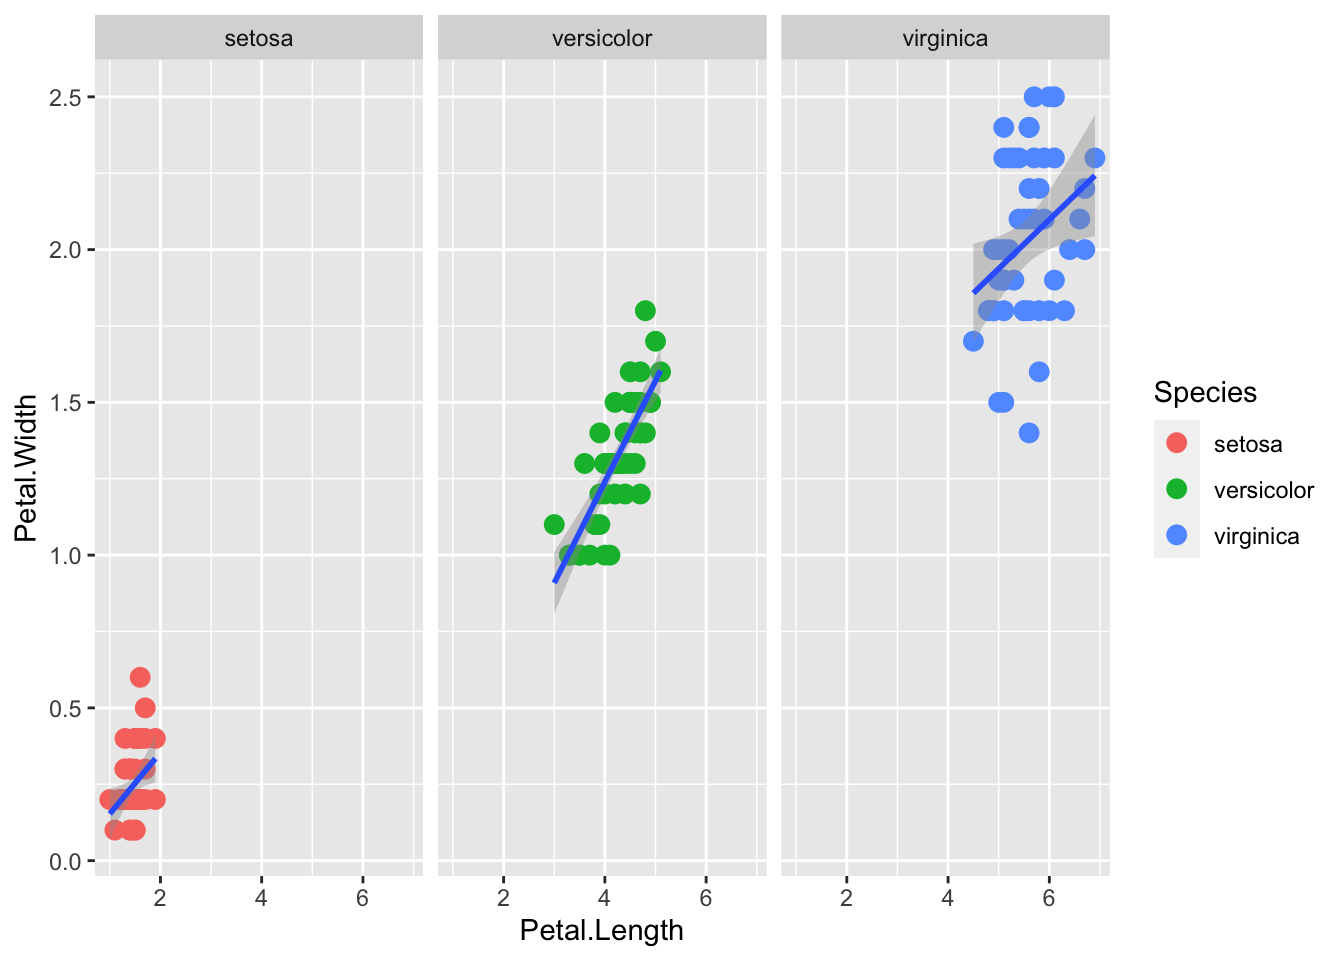 setosa versicolor virginica
2.5
2.0
1.5
1.0
0.5
0.0
Petal.Width
2 4 6 2 4 6 2 4 6
Petal.Length
Species
setosa
versicolor
virginica